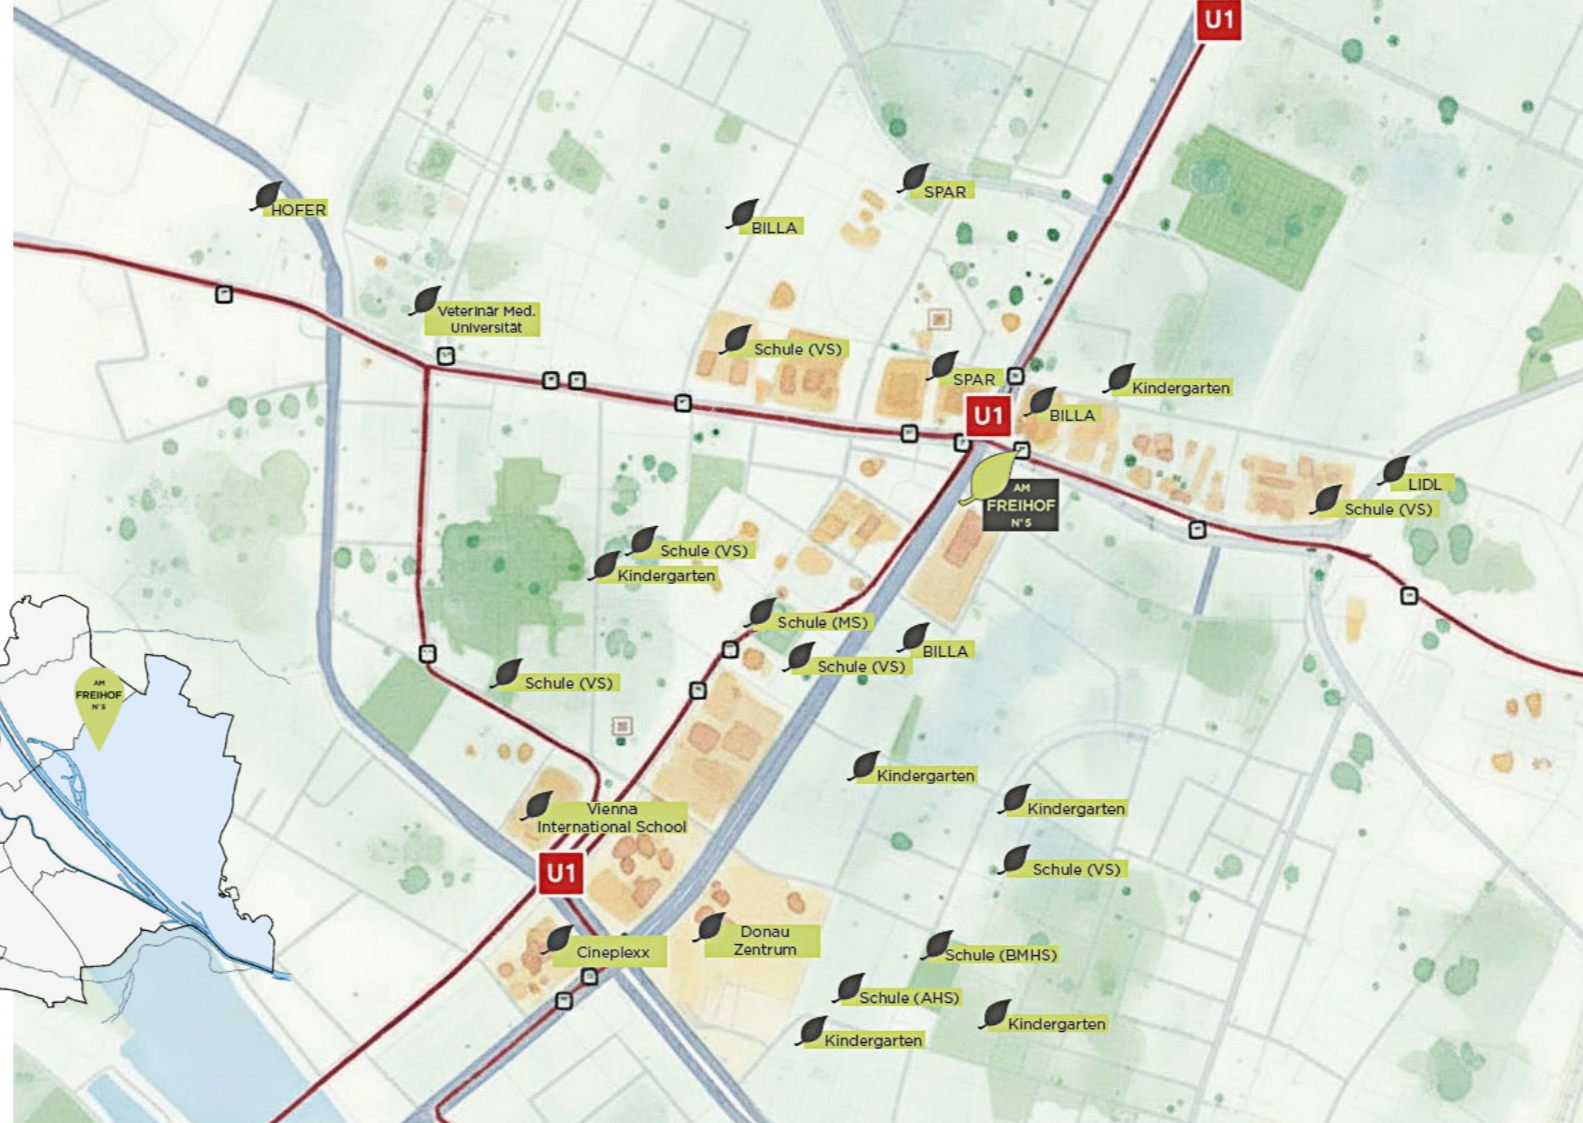 U1
SPAR
HOFER
BILLA
Veterinär Med.
Universität
Schule (VS)
SPAR
Kindergarten
U1
BILLA
LIDL
AM
FREIHOF
N°5
Schule (VS)
Schule (VS)
Kindergarten
Schule (MS)
BILLA
Schule (VS)
Schule (VS)
AM
FREIHOF
N°5
Kindergarten
Kindergarten
Vienna
International School
U1
Schule (VS)
Donau
Zentrum
Cineplexx
Schule (BMHS)
Schule (AHS)
Kindergarten
Kindergarten